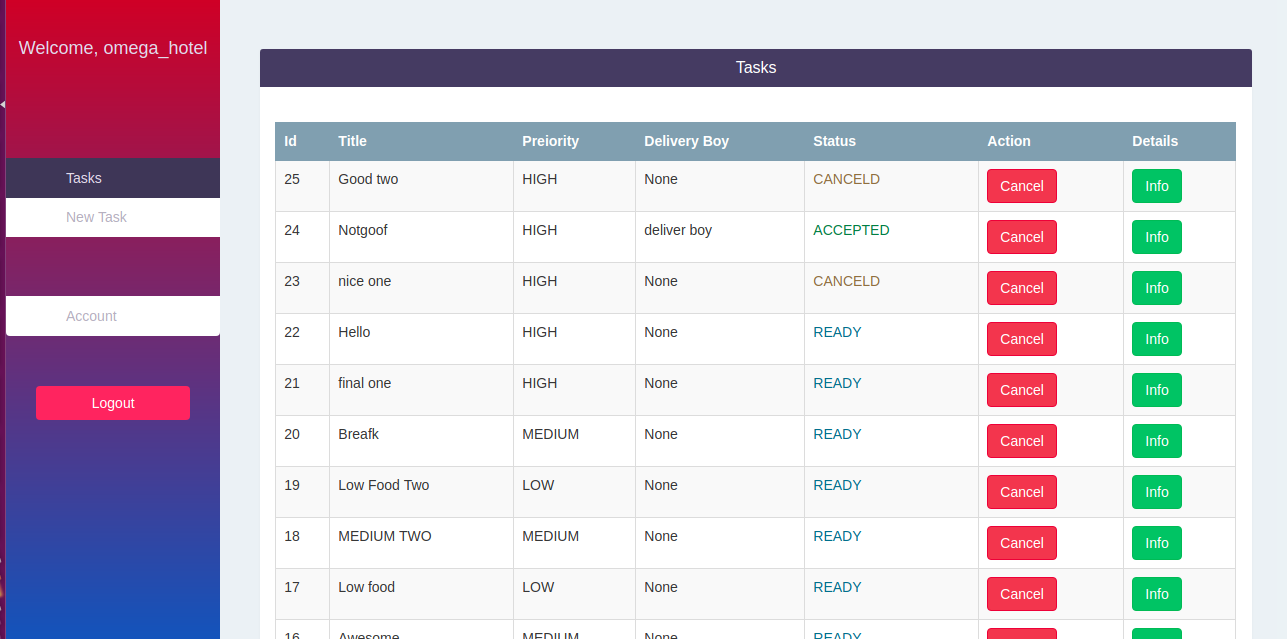 Welcome, omega_hotel
Tasks
New Task
Account
Logout
Tasks
Id Title Preiority Delivery Boy Status Action Details
25 Good two HIGH None CANCELD Cancel Info
24 Notgoof HIGH deliver boy ACCEPTED Cancel Info
23 nice one HIGH None CANCELD Cancel Info
22 Hello HIGH None READY Cancel Info
21 final one HIGH None READY Cancel Info
20 Breafk MEDIUM None READY Cancel Info
19 Low Food Two LOW None READY Cancel Info
18 MEDIUM TWO MEDIUM None READY Cancel Info
17 Low food LOW None READY Cancel Info
16 Awesome MEDIUM None READY